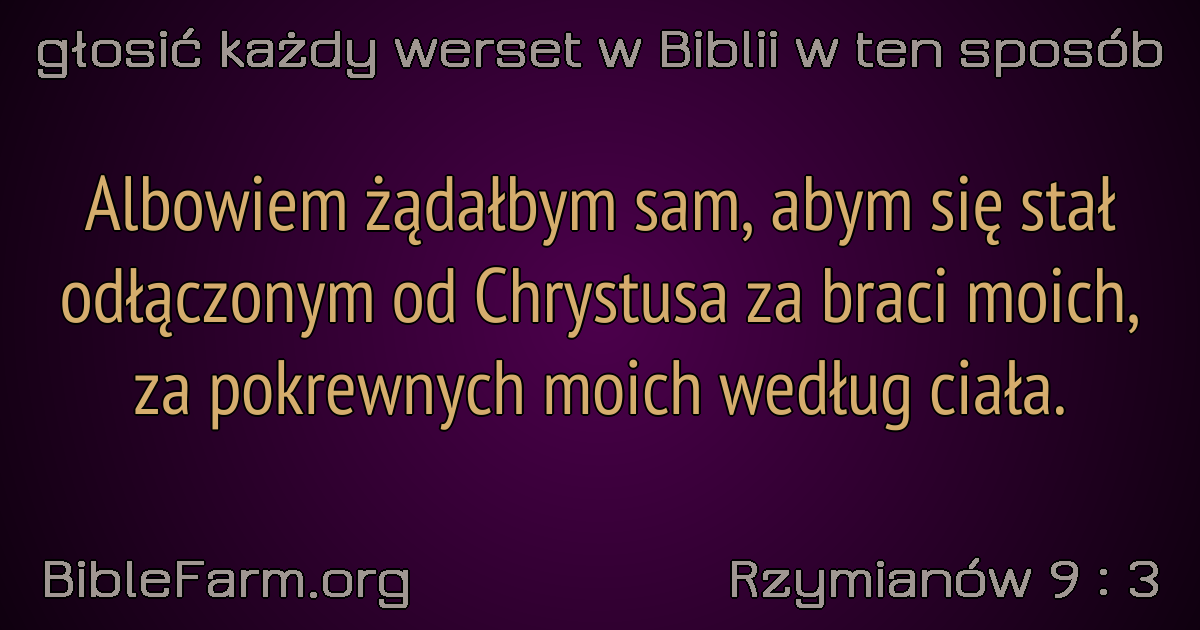 głosić każdy werset w Biblii w ten sposób
Albowiem żądałbym sam, abym się stał
odłączonym od Chrystusa za braci moich,
za pokrewnych moich według ciała.
BibleFarm.org
Rzymianów 9 : 3